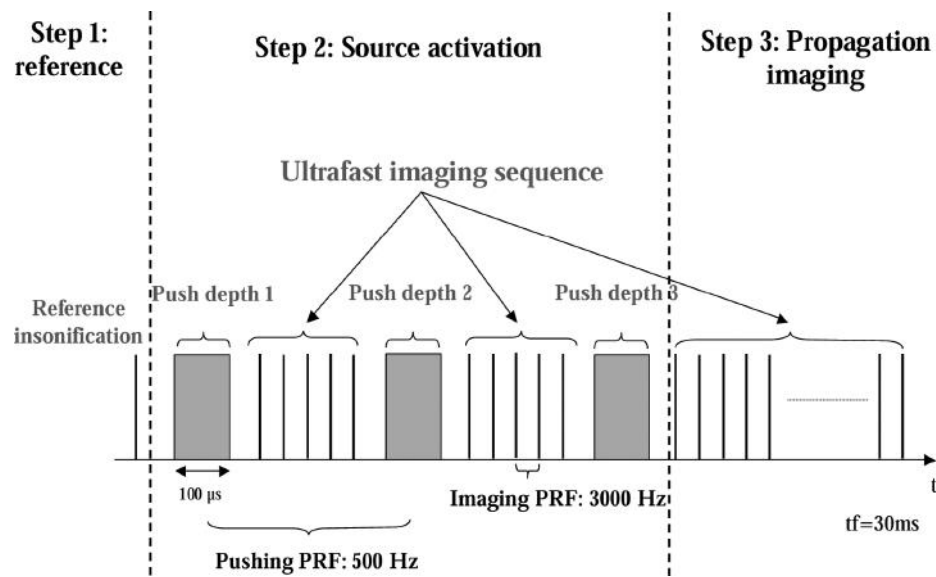 Step 1:
reference
Step 2: Source activation
Step 3: Propagation
imaging
Ultrafast imaging sequence
Reference
insonification
Push depth 1
Push depth 2
Push depth 3
100 μs
Imaging PRF: 3000 Hz
t
tf=30ms
Pushing PRF: 500 Hz